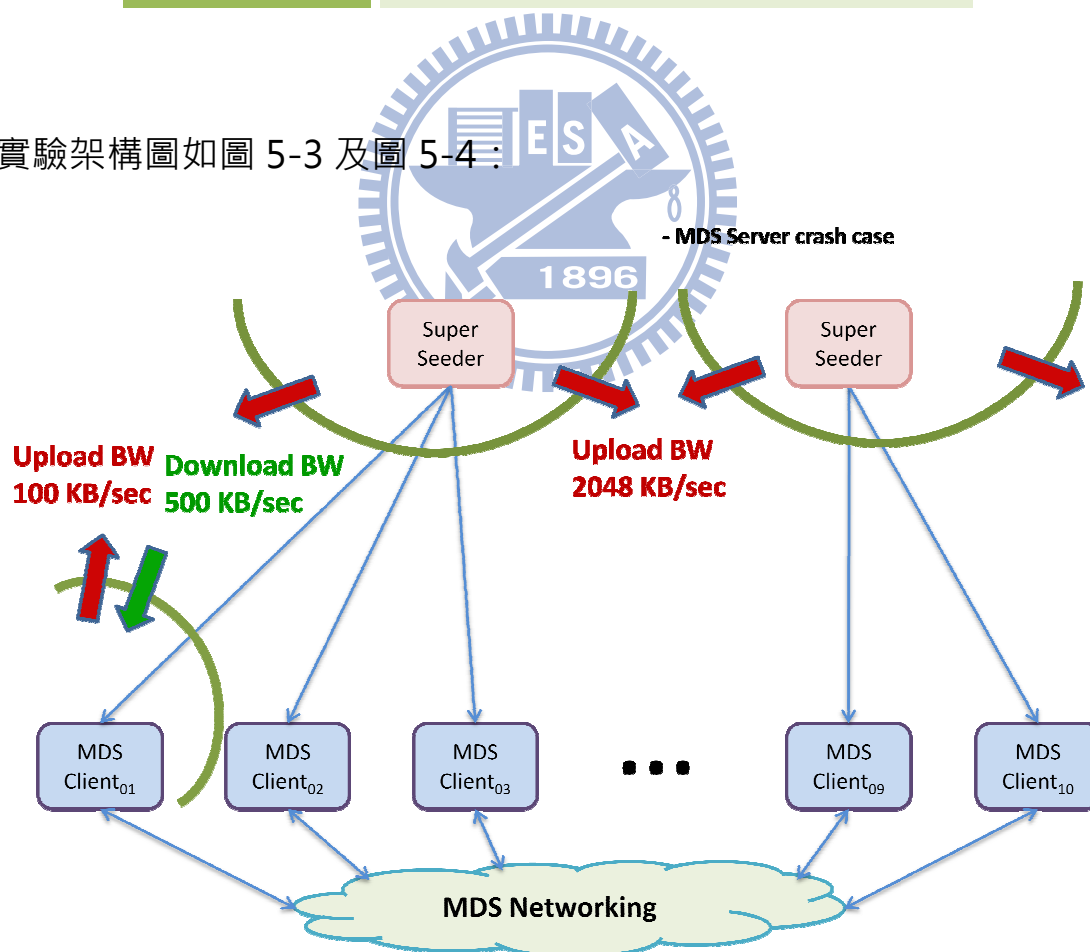 實驗架構圖如圖 5-3 及圖 5-4：
E S A
1896
- MDS Server crash case
Super
Seeder
Super
Seeder
Upload BW
100 KB/sec
Download BW
500 KB/sec
Upload BW
2048 KB/sec
MDS
Client01
MDS
Client02
MDS
Client03
...
MDS
Client09
MDS
Client10
MDS Networking